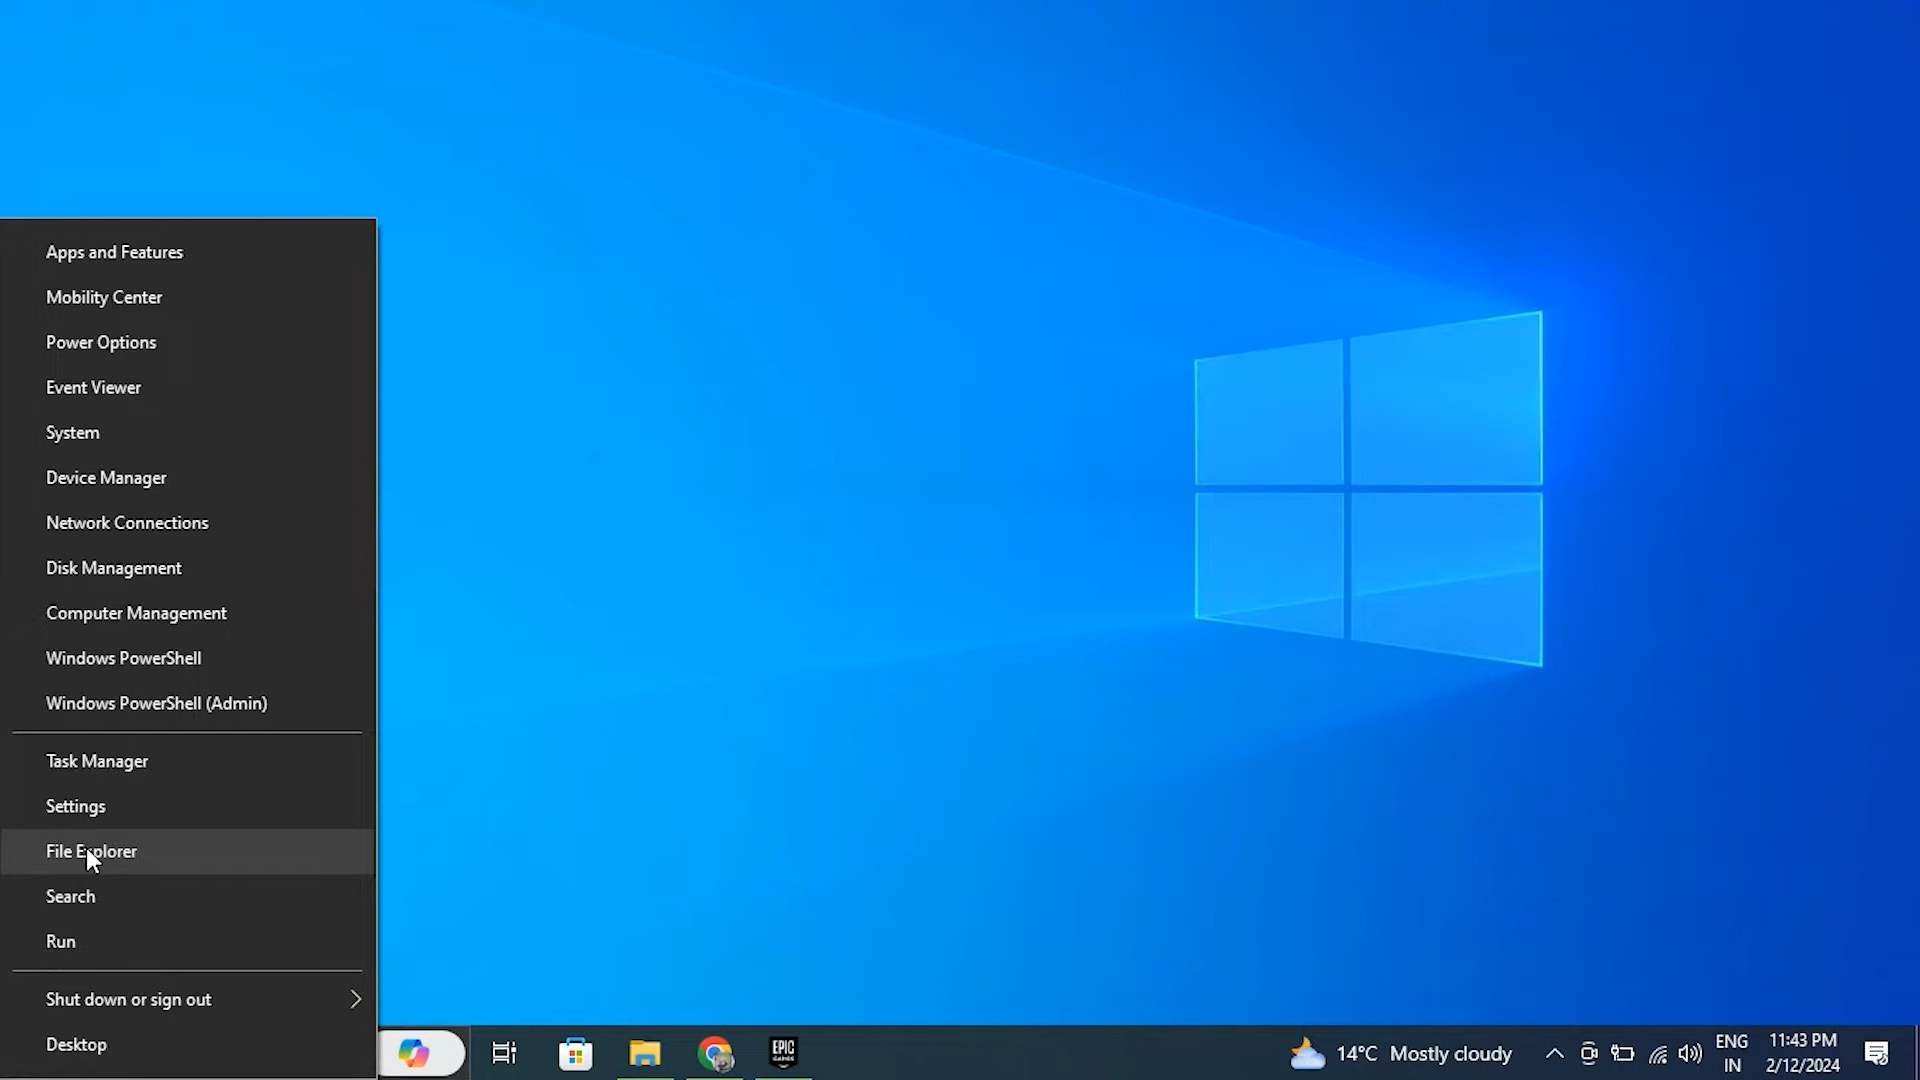 Apps and Features
Mobility Center
Power Options
Event Viewer
System
Device Manager
Network Connections
Disk Management
Computer Management
Windows PowerShell
Windows PowerShell (Admin)
Task Manager
Settings
File Explorer
Search
Run
Shut down or sign out
Desktop
EPIC
GAMES
14°C Mostly cloudy
ENG
IN
11:43 PM
2/12/2024